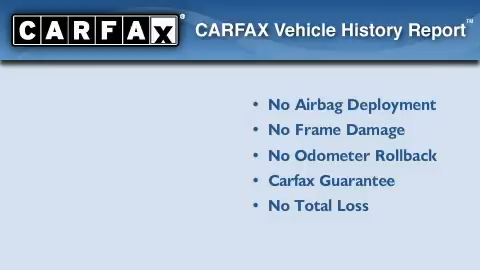 CARFAX® CARFAX Vehicle History Report™
• No Airbag Deployment
• No Frame Damage
• No Odometer Rollback
• Carfax Guarantee
• No Total Loss